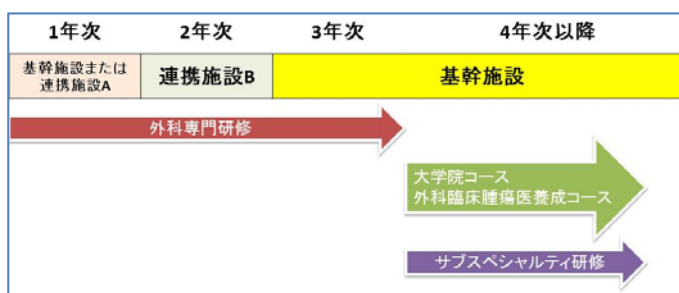 1年次 2年次 3年次 4年次以降
基幹施設または
連携施設A
連携施設B
基幹施設
外科専門研修
大学院コース
外科臨床腫瘍医養成コース
サブスペシャルティ研修